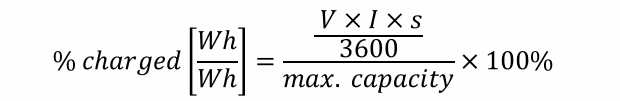 % charged [Wh/Wh] = ((V × I × s)/3600)/(max. capacity) × 100%